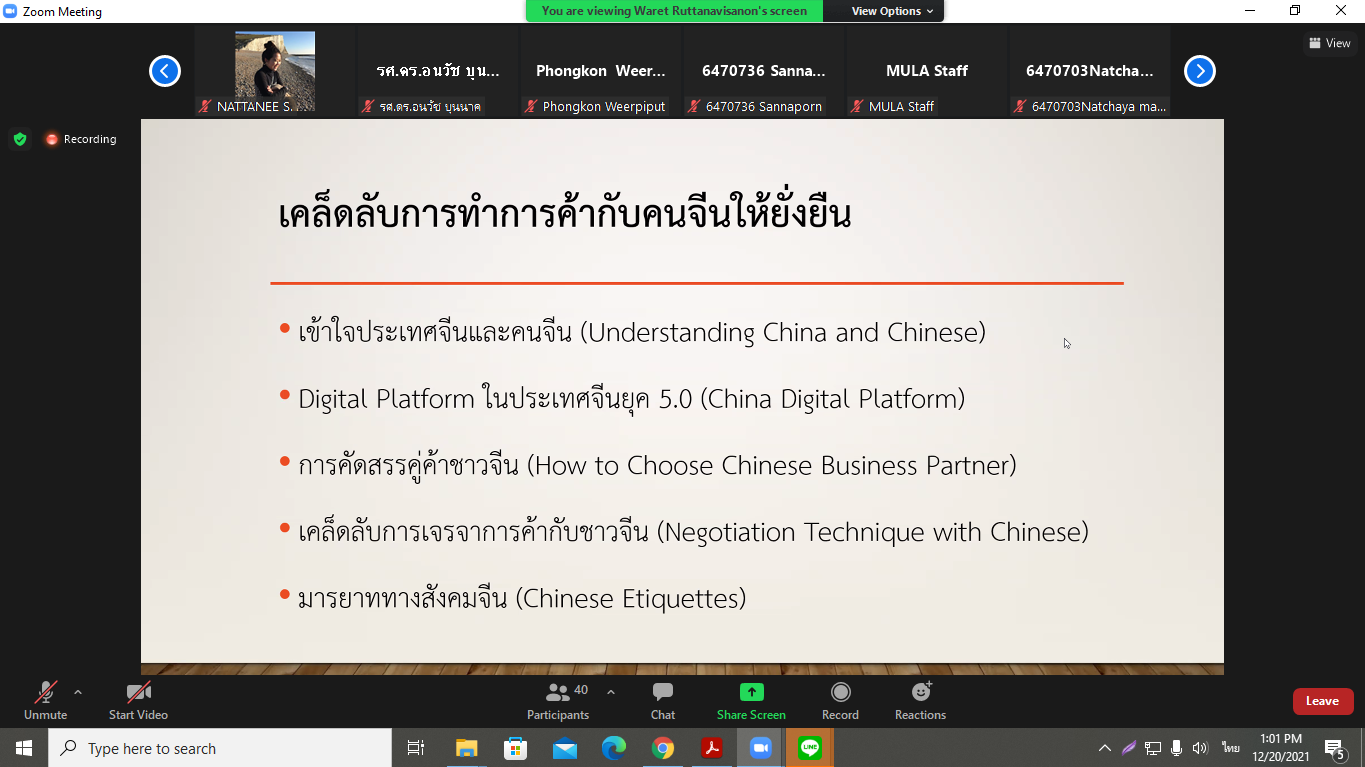 Zoom Meeting
You are viewing Waret Ruttanavisanon's screen
View Options
View
รศ.ดร.อนวัช บุน...
Phongkon Weer...
6470736 Sanna...
MULA Staff
6470703Natcha...
NATTANEE S...
รศ.ดร.อนวัช บุนนาค
Phongkon Weerpiput
6470736 Sannaporn
MULA Staff
6470703Natchaya ma...
Recording
เคล็ดลับการทำการค้ากับคนจีนให้ยั่งยืน
• เข้าใจประเทศจีนและคนจีน (Understanding China and Chinese)
• Digital Platform ในประเทศจีนยุค 5.0 (China Digital Platform)
• การคัดสรรคู่ค้าชาวจีน (How to Choose Chinese Business Partner)
• เคล็ดลับการเจรจาการค้ากับชาวจีน (Negotiation Technique with Chinese)
• มารยาททางสังคมจีน (Chinese Etiquettes)
Unmute
Start Video
40
Participants
Chat
Share Screen
Record
Reactions
Leave
Type here to search
LINE
ไทย
1:01 PM
12/20/2021
5